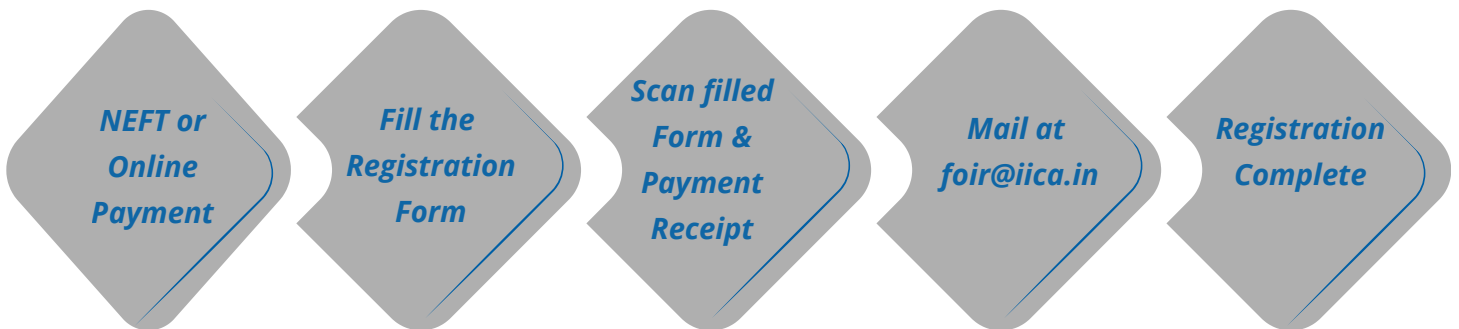 NEFT or
Online
Payment
Fill the
Registration
Form
Scan filled
Form &
Payment
Receipt
Mail at
foir@iica.in
Registration
Complete